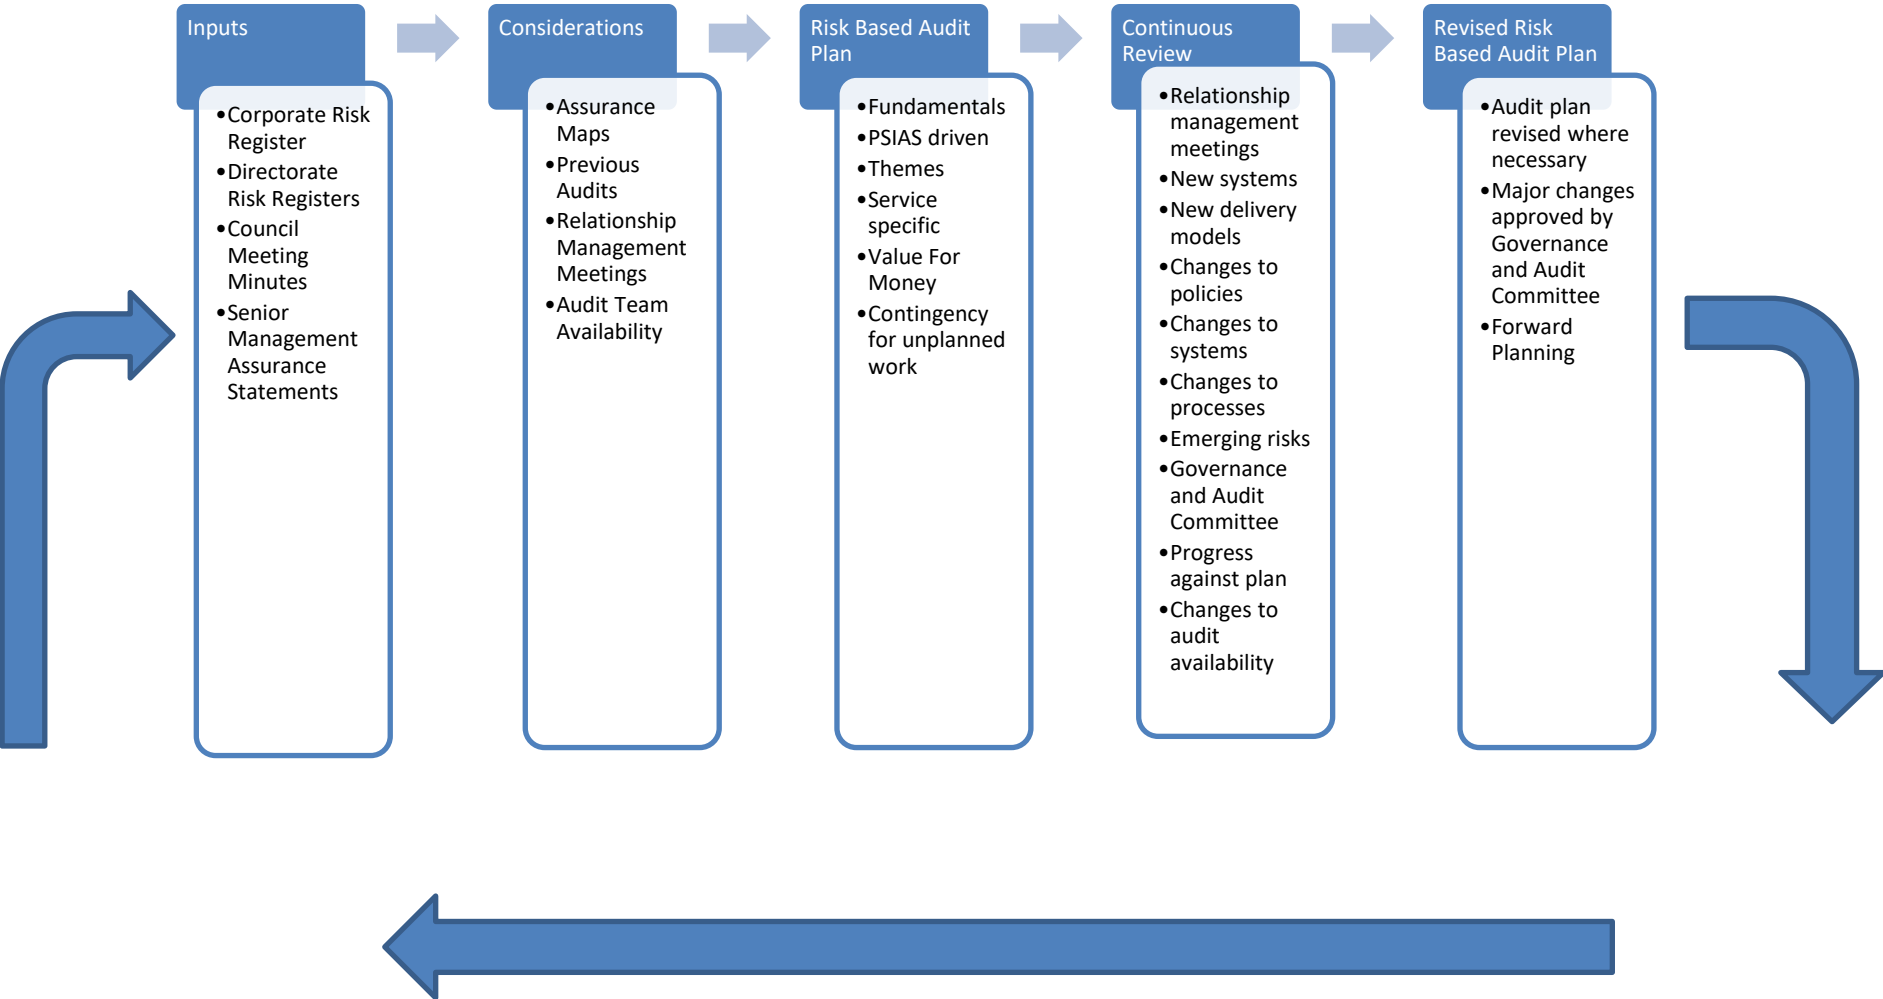 Inputs
•Corporate Risk
Register
•Directorate
Risk Registers
•Council
Meeting
Minutes
•Senior
Management
Assurance
Statements
Considerations
•Assurance
Maps
•Previous
Audits
•Relationship
Management
Meetings
•Audit Team
Availability
Risk Based Audit
Plan
•Fundamentals
•PSIAS driven
•Themes
•Service
specific
•Value For
Money
•Contingency
for unplanned
work
Continuous
Review
•Relationship
management
meetings
•New systems
•New delivery
models
•Changes to
policies
•Changes to
systems
•Changes to
processes
•Emerging risks
•Governance
and Audit
Committee
•Progress
against plan
•Changes to
audit
availability
Revised Risk
Based Audit Plan
•Audit plan
revised where
necessary
•Major changes
approved by
Governance
and Audit
Committee
•Forward
Planning